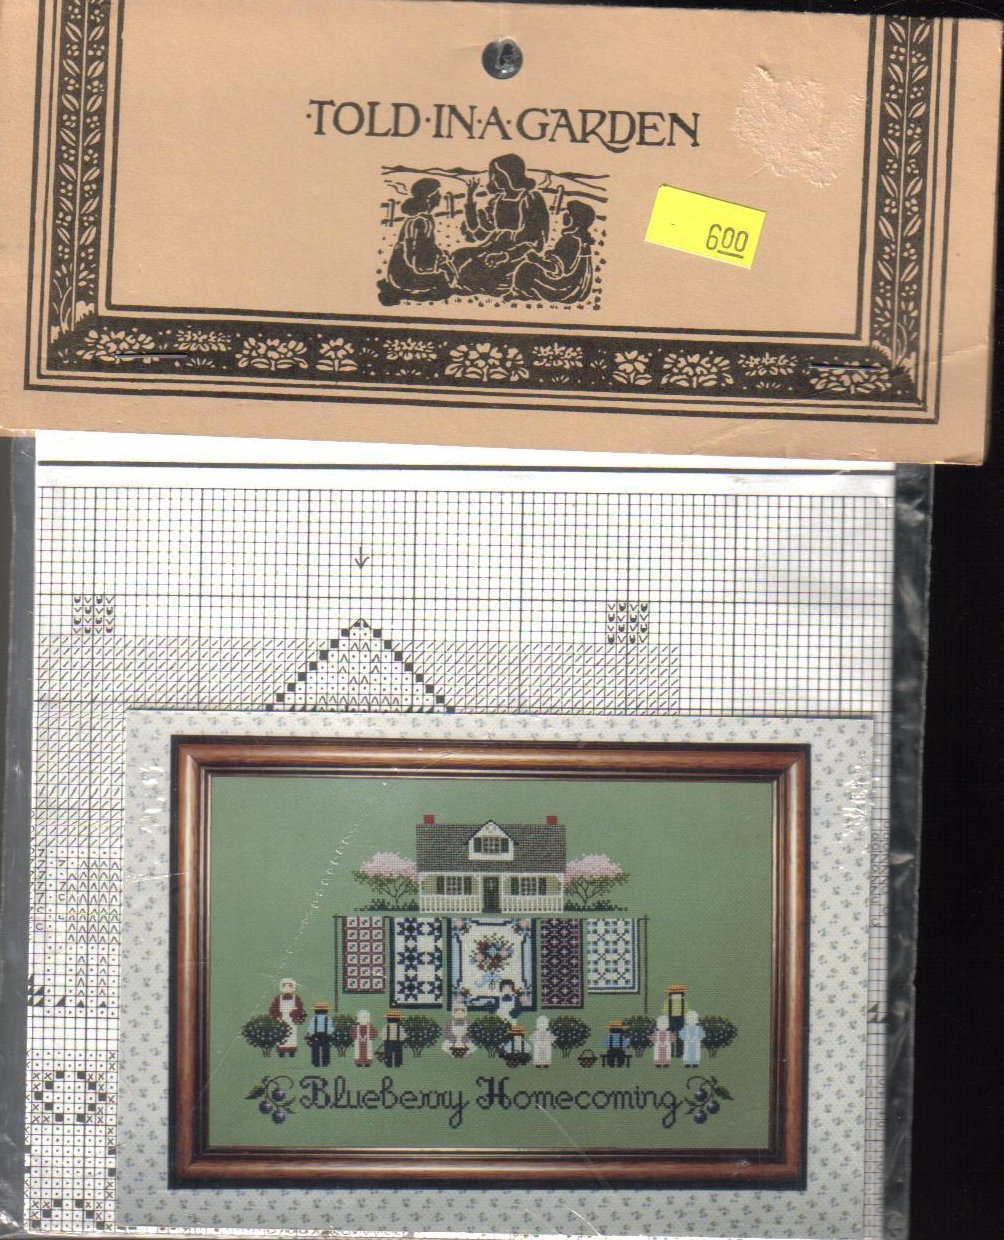 ·TOLD·IN·A·GARDEN
6.00
Blueberry Homecoming